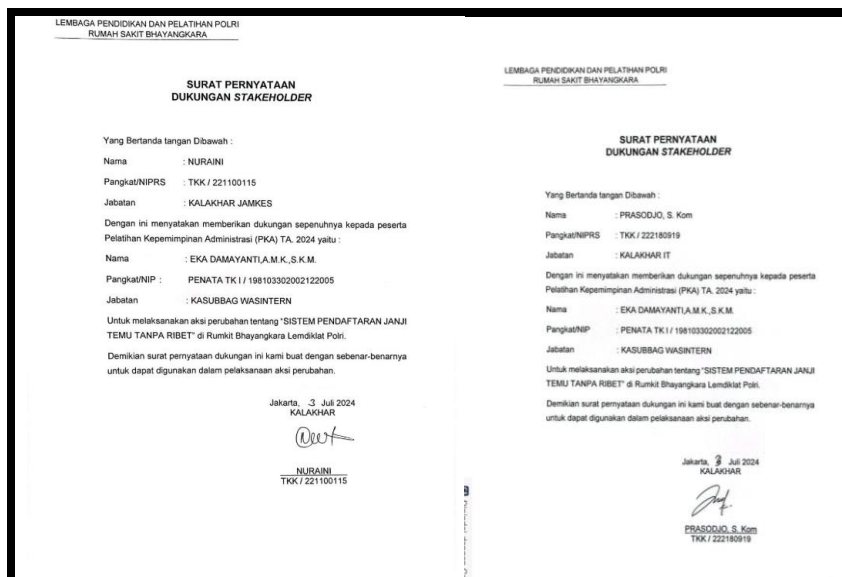 LEMBAGA PENDIDIKAN DAN PELATIHAN POLRI
RUMAH SAKIT BHAYANGKARA
SURAT PERNYATAAN
DUKUNGAN STAKEHOLDER
Yang Bertanda tangan Dibawah :
Nama : NURAINI
Pangkat/NIPRS : TKK / 221100115
Jabatan : KALAKHAR JAMKES
Dengan ini menyatakan memberikan dukungan sepenuhnya kepada peserta
Pelatihan Kepemimpinan Administrasi (PKA) TA. 2024 yaitu :
Nama : EKA DAMAYANTI,A.M.K.,S.K.M.
Pangkat/NIP : PENATA TK I / 198103302002122005
Jabatan : KASUBBAG WASINTERN
Untuk melaksanakan aksi perubahan tentang "SISTEM PENDAFTARAN JANJI
TEMU TANPA RIBET" di Rumkit Bhayangkara Lemdiklat Polri.
Demikian surat pernyataan dukungan ini kami buat dengan sebenar-benarnya
untuk dapat digunakan dalam pelaksanaan aksi perubahan.
Jakarta, 3 Juli 2024
KALAKHAR
NURAINI
TKK / 221100115
LEMBAGA PENDIDIKAN DAN PELATIHAN POLRI
RUMAH SAKIT BHAYANGKARA
SURAT PERNYATAAN
DUKUNGAN STAKEHOLDER
Yang Bertanda tangan Dibawah :
Nama : PRASODJO, S. Kom
Pangkat/NIPRS : TKK / 222180919
Jabatan : KALAKHAR IT
Dengan ini menyatakan memberikan dukungan sepenuhnya kepada peserta
Pelatihan Kepemimpinan Administrasi (PKA) TA. 2024 yaitu :
Nama : EKA DAMAYANTI,A.M.K.,S.K.M.
Pangkat/NIP : PENATA TK I / 198103302002122005
Jabatan : KASUBBAG WASINTERN
Untuk melaksanakan aksi perubahan tentang "SISTEM PENDAFTARAN JANJI
TEMU TANPA RIBET" di Rumkit Bhayangkara Lemdiklat Polri.
Demikian surat pernyataan dukungan ini kami buat dengan sebenar-benarnya
untuk dapat digunakan dalam pelaksanaan aksi perubahan.
Jakarta, 3 Juli 2024
KALAKHAR
PRASODJO, S. Kom
TKK / 222180919